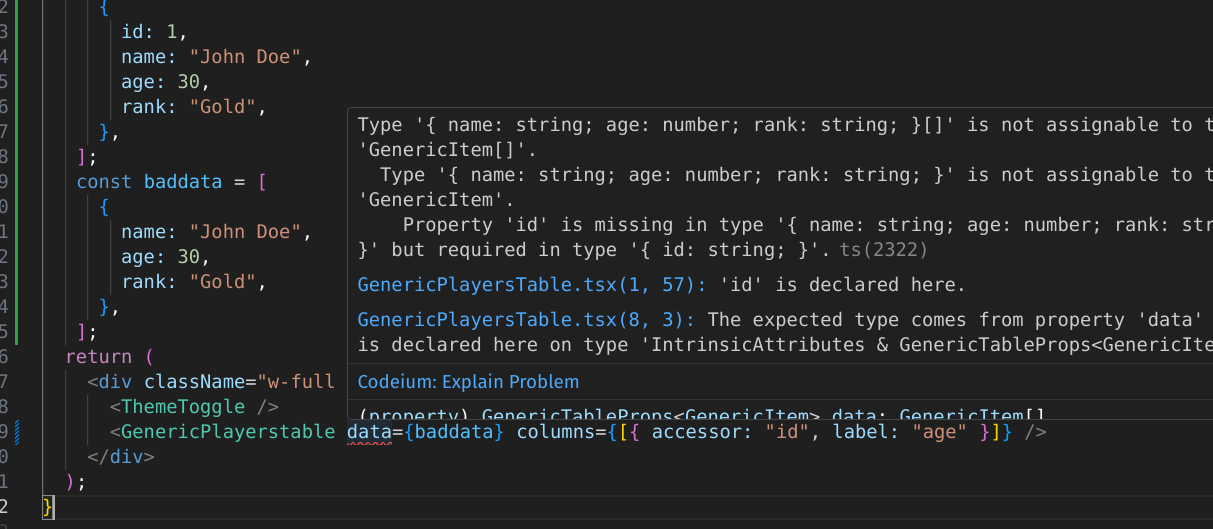 2 {
3 id: 1,
4 name: "John Doe",
5 age: 30,
6 rank: "Gold",
7 },
8 ];
9 const baddata = [
0 {
1 name: "John Doe",
2 age: 30,
3 rank: "Gold",
4 },
5 ];
6 return (
7 <div className="w-full
8 <ThemeToggle />
9 <GenericPlayerstable data={baddata} columns={[{ accessor: "id", label: "age" }]} />
0 </div>
1 );
2 }
Type '{ name: string; age: number; rank: string; }[]' is not assignable to t
'GenericItem[]'.
Type '{ name: string; age: number; rank: string; }' is not assignable to t
'GenericItem'.
Property 'id' is missing in type '{ name: string; age: number; rank: str
}' but required in type '{ id: string; }'. ts(2322)
GenericPlayersTable.tsx(1, 57): 'id' is declared here.
GenericPlayersTable.tsx(8, 3): The expected type comes from property 'data'
is declared here on type 'IntrinsicAttributes & GenericTableProps<GenericIte
Codeium: Explain Problem
(property) GenericTableProps<GenericItem>.data: GenericItem[]